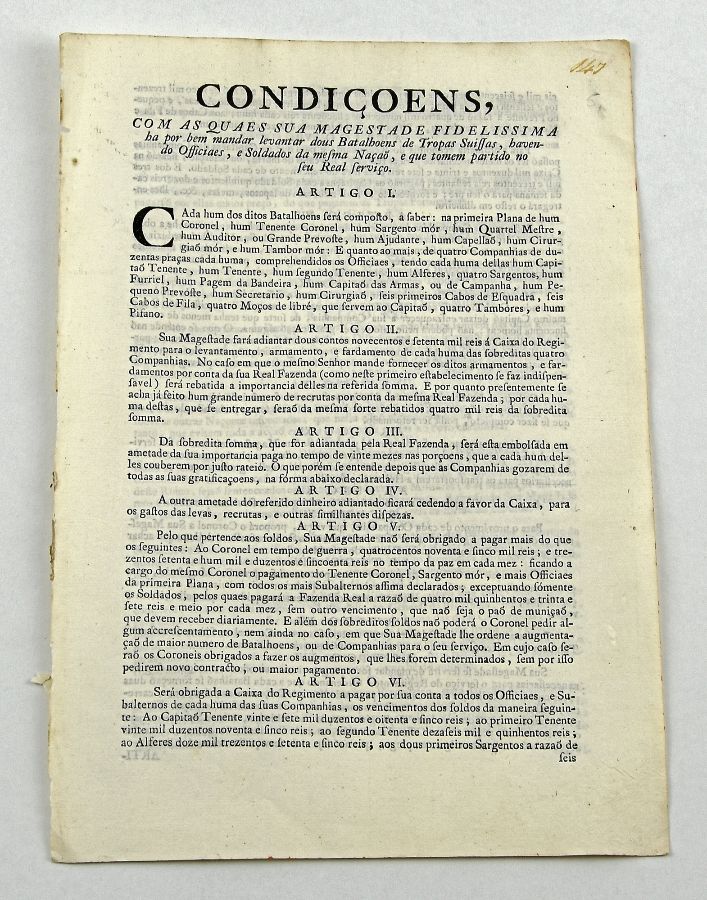 147
CONDIÇOENS,
COM AS QUAES SUA MAGESTADE FIDELISSIMA
ha por bem mandar levantar dous Batalhoens de Tropas Suiſſas, haven-
do Officiaes, e Soldados da meſma Naçaõ, e que tomem partido no
ſeu Real ſerviço.
ARTIGO I.
CAda hum dos ditos Batalhoens ſerá compoſto, a ſaber: na primeira Plana de hum
Coronel, hum Tenente Coronel, hum Sargento mór, hum Quartel Meſtre,
hum Auditor, ou Grande Prevoſte, hum Ajudante, hum Capellaõ, hum Cirur-
giaõ mór, e hum Tambor mór: E quanto ao mais, de quatro Companhias de du-
zentas praças cada huma, comprehendidos os Officiaes, tendo cada huma dellas hum Capi-
taõ Tenente, hum Tenente, hum ſegundo Tenente, hum Alferes, quatro Sargentos, hum
Furriel, hum Pagem da Bandeira, hum Capitaõ das Armas, ou de Campanha, hum Pe-
queno Prevoſte, hum Secretario, hum Cirurgiaõ, ſeis primeiros Cabos de Eſquadra, ſeis
Cabos de Fila, quatro Moços de libré, que ſervem ao Capitaõ, quatro Tambores, e hum
Pifano.
ARTIGO II.
Sua Mageſtade fará adiantar dous contos novecentos e ſetenta mil reis á Caixa do Regi-
mento para o levantamento, armamento, e fardamento de cada huma das ſobreditas quatro
Companhias. No caſo em que o meſmo Senhor mande fornecer os ditos armamentos, e far-
damentos por conta da ſua Real Fazenda (como neſte primeiro eſtabelecimento ſe faz indiſpen-
ſavel) ſerá rebatida a importancia delles na referida ſomma. E por quanto preſentemente ſe
acha já feito hum grande número de recrutas por conta da meſma Real Fazenda; por cada hu-
ma deſtas, que ſe entregar, ſeraõ da meſma ſorte rebatidos quatro mil reis da ſobredita
ſomma.
ARTIGO III.
Da ſobredita ſomma, que for adiantada pela Real Fazenda, ſerá eſta embolſada em
ametade da ſua importancia paga no tempo de vinte mezes nas porçoens, que a cada hum del-
les couberem por juſto rateio. O que porém ſe entende depois que as Companhias gozarem de
todas as ſuas gratificaçoens, na fórma abaixo declarada.
ARTIGO IV.
A outra ametade do referido dinheiro adiantado ficará cedendo a favor da Caixa, para
os gaſtos das levas, recrutas, e outras ſimilhantes diſpezas.
ARTIGO V.
Pelo que pertence aos ſoldos, Sua Mageſtade naõ ſerá obrigado a pagar mais do que
os ſeguintes: Ao Coronel em tempo de guerra, quatrocentos noventa e ſinco mil reis; e tre-
zentos ſetenta e hum mil e duzentos e ſincoenta reis no tempo da paz em cada mez: ficando a
cargo do meſmo Coronel o pagamento do Tenente Coronel, Sargento mór, e mais Officiaes
da primeira Plana, com todos os mais Subalternos aſſima declarados; exceptuando ſómente
os Soldados, pelos quaes pagará a Fazenda Real a razaõ de quatro mil quinhentos e trinta e
ſete reis e meio por cada mez, ſem outro vencimento, que naõ ſeja o paõ de muniçaõ,
que devem receber diariamente. E além dos ſobreditos ſoldos naõ poderá o Coronel pedir al-
gum accreſcentamento, nem ainda no caſo, em que Sua Mageſtade lhe ordene a augmenta-
çaõ de maior numero de Batalhoens, ou de Companhias para o ſeu ſerviço. Em cujo caſo ſe-
raõ os Coroneis obrigados a fazer os augmentos, que lhes forem determinados, ſem por iſſo
pedirem novo contracto, ou maior pagamento.
ARTIGO VI.
Será obrigada a Caixa do Regimento a pagar por ſua conta a todos os Officiaes, e Su-
balternos de cada huma das ſuas Companhias, os vencimentos dos ſoldos da maneira ſeguin-
te: Ao Capitaõ Tenente vinte e ſete mil duzentos e oitenta e ſinco reis; ao primeiro Tenente
vinte mil duzentos noventa e ſinco reis; ao ſegundo Tenente dezaſeis mil e quinhentos reis;
ao Alferes doze mil trezentos e ſetenta e ſinco reis; aos dous primeiros Sargentos a razaõ de
ſeis